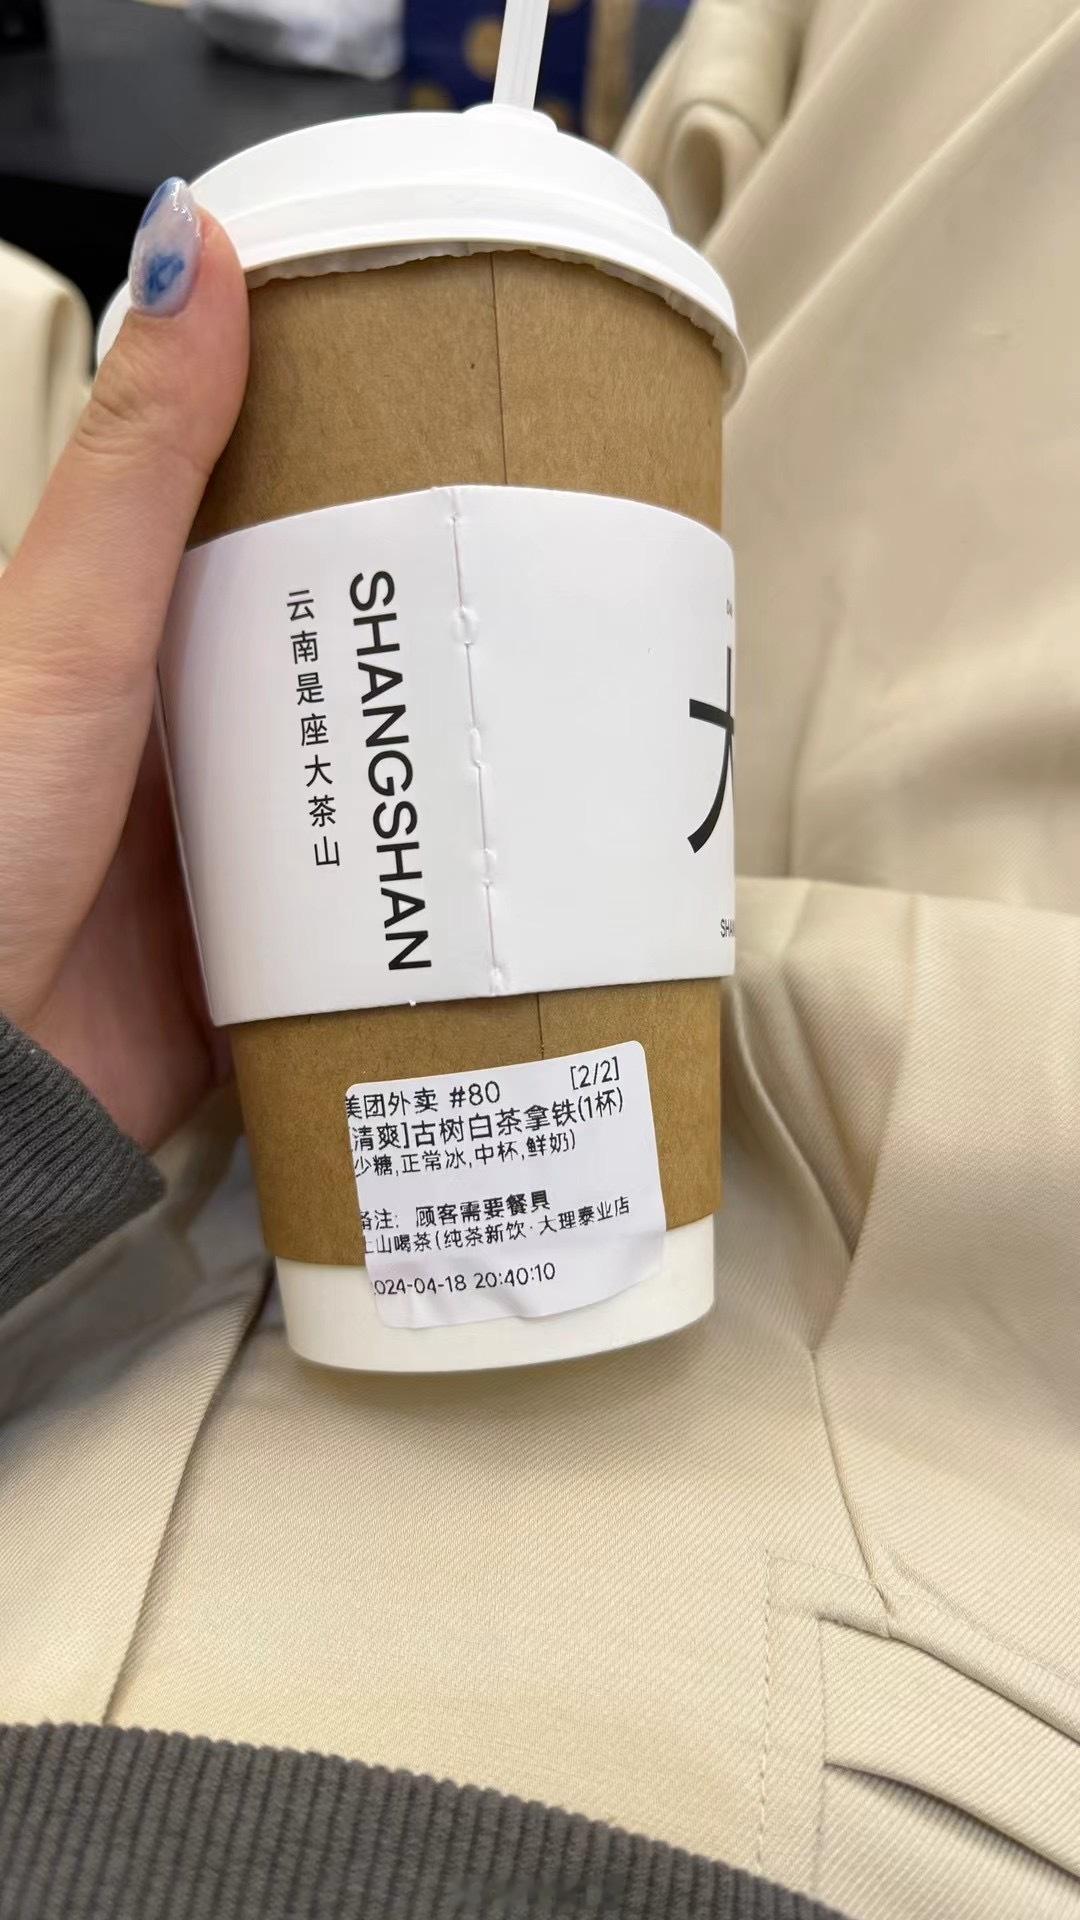 云南是座大茶山
SHANGSHAN
大
SHAN
美团外卖 #80 [2/2]
[清爽]古树白茶拿铁(1杯)
少糖,正常冰,中杯,鲜奶)
备注: 顾客需要餐具
上山喝茶(纯茶新饮·大理泰业店
2024-04-18 20:40:10